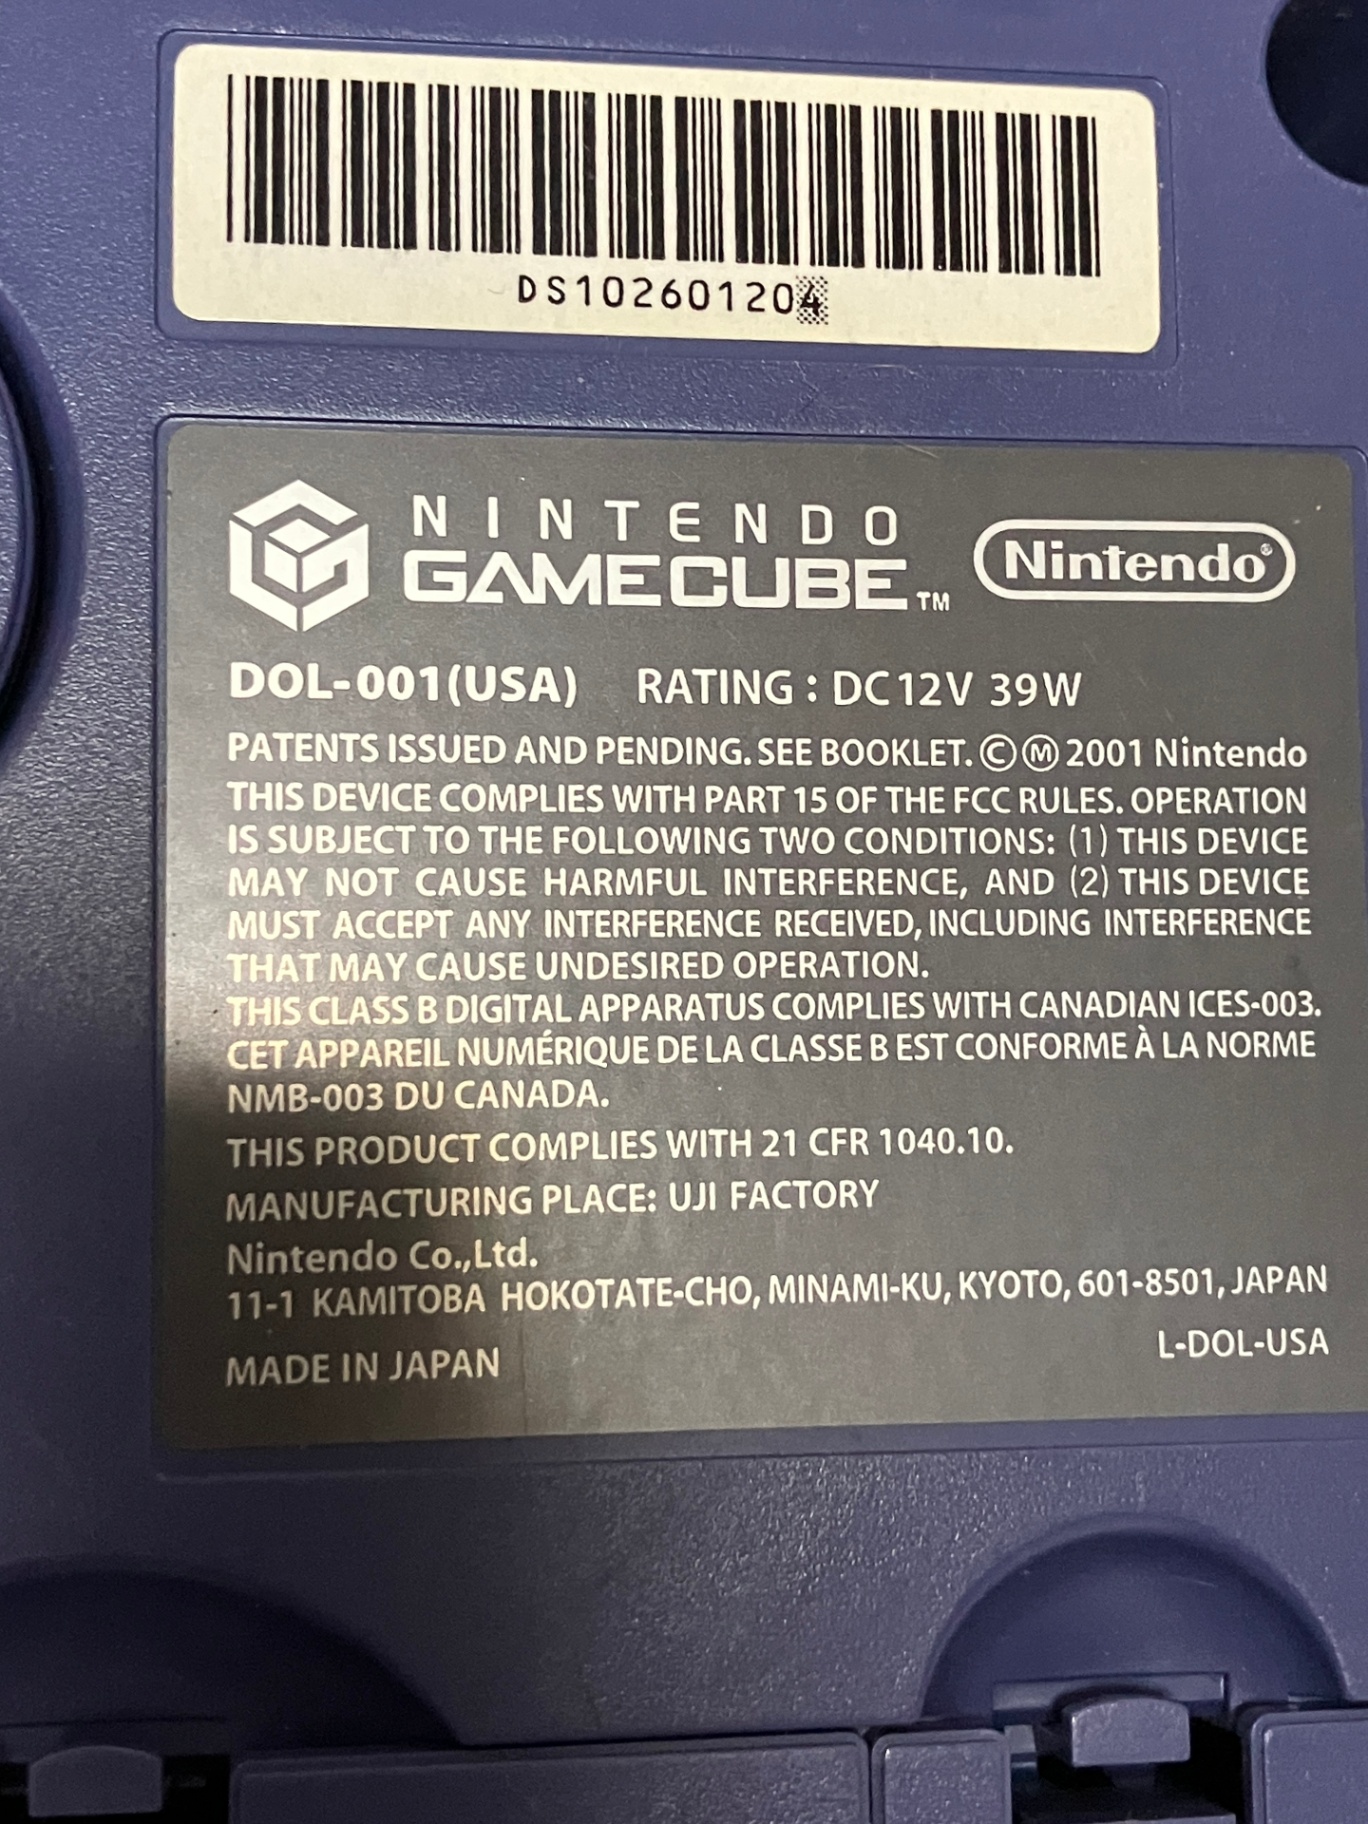 DS102601204
NINTENDO
GAMECUBE™
Nintendo®
DOL-001(USA) RATING : DC12V 39W
PATENTS ISSUED AND PENDING. SEE BOOKLET. ©Ⓜ2001 Nintendo
THIS DEVICE COMPLIES WITH PART 15 OF THE FCC RULES. OPERATION
IS SUBJECT TO THE FOLLOWING TWO CONDITIONS: (1) THIS DEVICE
MAY NOT CAUSE HARMFUL INTERFERENCE, AND (2) THIS DEVICE
MUST ACCEPT ANY INTERFERENCE RECEIVED, INCLUDING INTERFERENCE
THAT MAY CAUSE UNDESIRED OPERATION.
THIS CLASS B DIGITAL APPARATUS COMPLIES WITH CANADIAN ICES-003.
CET APPAREIL NUMÉRIQUE DE LA CLASSE B EST CONFORME À LA NORME
NMB-003 DU CANADA.
THIS PRODUCT COMPLIES WITH 21 CFR 1040.10.
MANUFACTURING PLACE: UJI FACTORY
Nintendo Co.,Ltd.
11-1 KAMITOBA HOKOTATE-CHO, MINAMI-KU, KYOTO, 601-8501, JAPAN
L-DOL-USA
MADE IN JAPAN